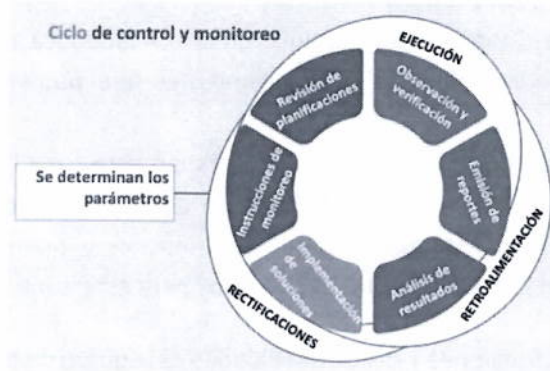 Ciclo de control y monitoreo
EJECUCIÓN
Revisión de
planificaciones
Observación y
verificación
Se determinan los
parámetros
Instrucciones de
monitoreo
Emisión de
reportes
Implementación
de
soluciones
Análisis de
resultados
RECTIFICACIONES
RETROALIMENTACIÓN